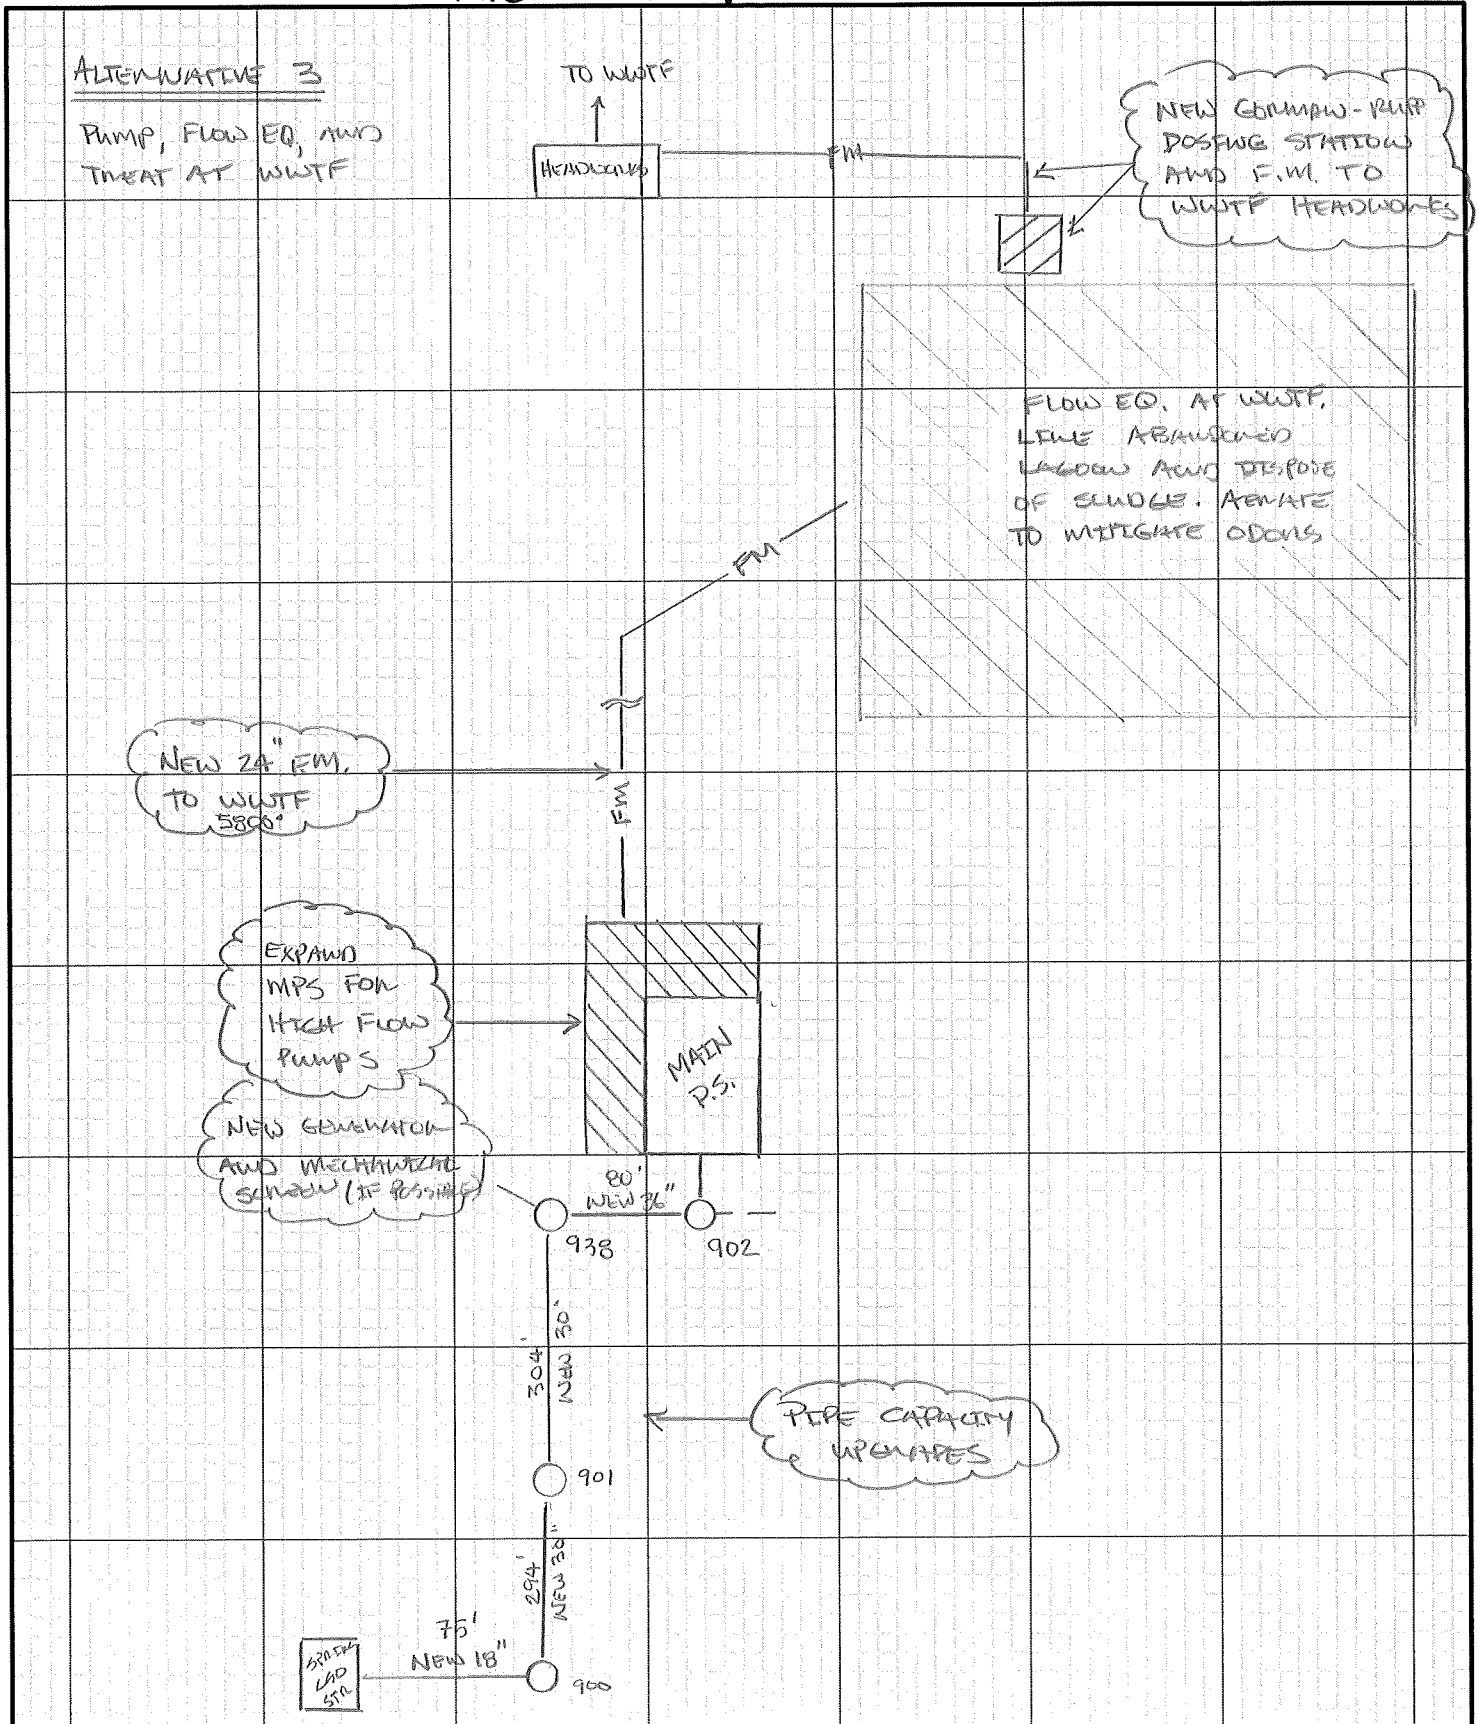 ALTERNATIVE 3
PUMP, FLOW EQ, AND
TREAT AT WWTF
TO WWTF
HEADWORKS
FM
NEW GORMAN-RUPP
DOSING STATION
AND F.M. TO
WWTF HEADWORKS
FLOW EQ. AT WWTF.
LINE ABANDONED
LAGOON AND DISPOSE
OF SLUDGE. AERATE
TO MITIGATE ODORS
FM
NEW 24" F.M.
TO WWTF
5800'
FM
EXPAND
MPS FOR
HIGH FLOW
PUMPS
MAIN
P.S.
NEW GENERATOR
AND MECHANICAL
SCREEN (IF POSSIBLE)
80'
NEW 36"
938
902
304'
NEW 30"
PIPE CAPACITY
UPGRADES
901
294'
NEW 30"
75'
NEW 18"
SPRING
STR
900